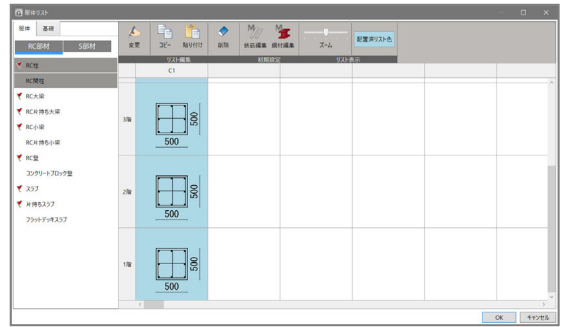 躯体リスト
躯体 基礎
RC部材 S部材
RC柱
RC間柱
RC大梁
RC片持ち大梁
RC小梁
RC片持ち小梁
RC壁
コンクリートブロック壁
スラブ
片持ちスラブ
フラットデッキスラブ
変更 コピー 貼り付け 削除 鉄筋編集 鋼材編集 ズーム 配置済リスト色
リスト編集 初期設定 リスト表示
C1
3階
500
500
2階
500
500
1階
500
500
OK キャンセル